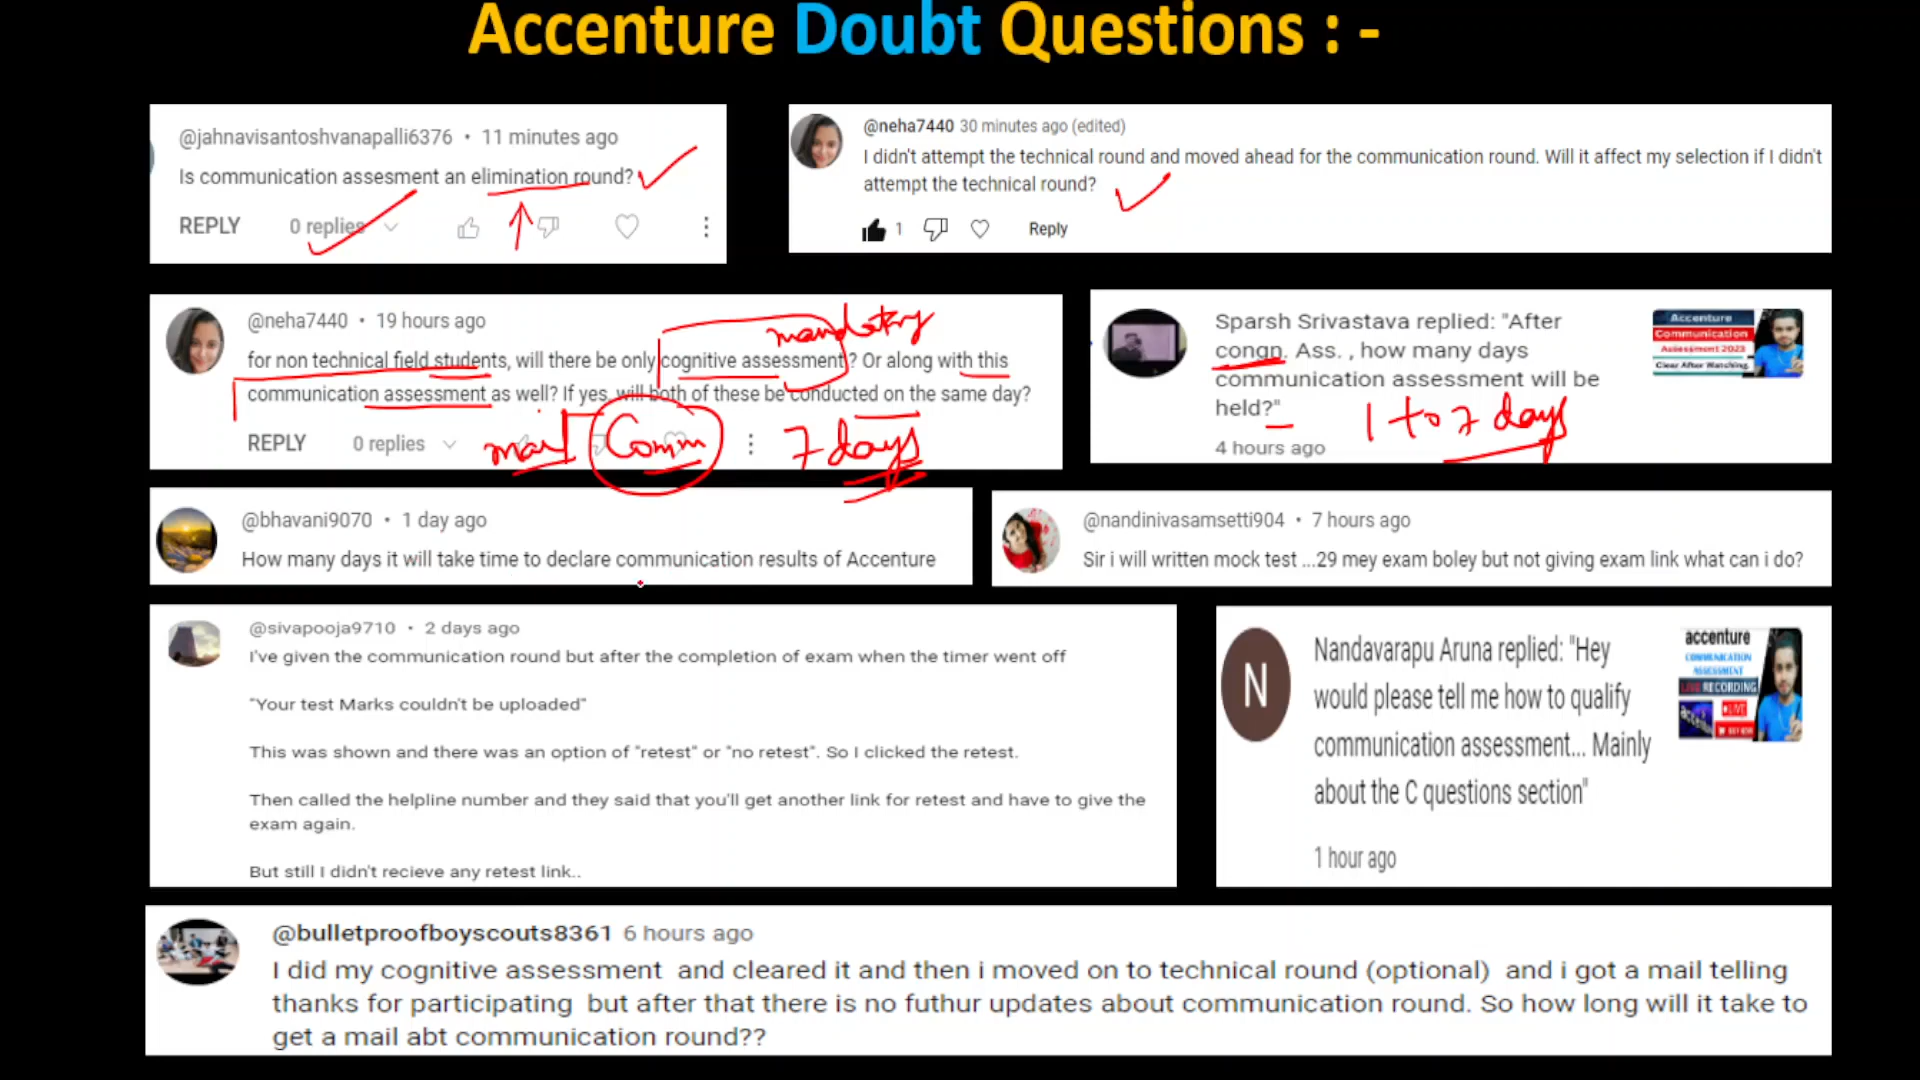 Accenture Doubt Questions : -
@jahnavisantoshvanapalli6376 • 11 minutes ago
Is communication assesment an elimination round?
REPLY 0 replies
@neha7440 30 minutes ago (edited)
I didn't attempt the technical round and moved ahead for the communication round. Will it affect my selection if I didn't
attempt the technical round?
1 Reply
@neha7440 • 19 hours ago
mandatory
for non technical field students, will there be only cognitive assessment? Or along with this
communication assessment as well? If yes, will both of these be conducted on the same day?
REPLY 0 replies
mail Comm 7 days
Sparsh Srivastava replied: "After
congn. Ass. , how many days
communication assessment will be
held?"
1 to 7 days
4 hours ago
Accenture
Communication
Assessment 2023
Clear After Watching
@bhavani9070 • 1 day ago
How many days it will take time to declare communication results of Accenture
@nandinivasamsetti904 • 7 hours ago
Sir i will written mock test ...29 mey exam boley but not giving exam link what can i do?
@sivapooja9710 • 2 days ago
I've given the communication round but after the completion of exam when the timer went off
"Your test Marks couldn't be uploaded"
This was shown and there was an option of "retest" or "no retest". So I clicked the retest.
Then called the helpline number and they said that you'll get another link for retest and have to give the
exam again.
But still I didn't recieve any retest link..
N
Nandavarapu Aruna replied: "Hey
would please tell me how to qualify
communication assessment... Mainly
about the C questions section"
1 hour ago
accenture
COMMUNICATION
ASSESSMENT
LIVE RECORDING
LIVE
@bulletproofboyscouts8361 6 hours ago
I did my cognitive assessment and cleared it and then i moved on to technical round (optional) and i got a mail telling
thanks for participating but after that there is no futhur updates about communication round. So how long will it take to
get a mail abt communication round??